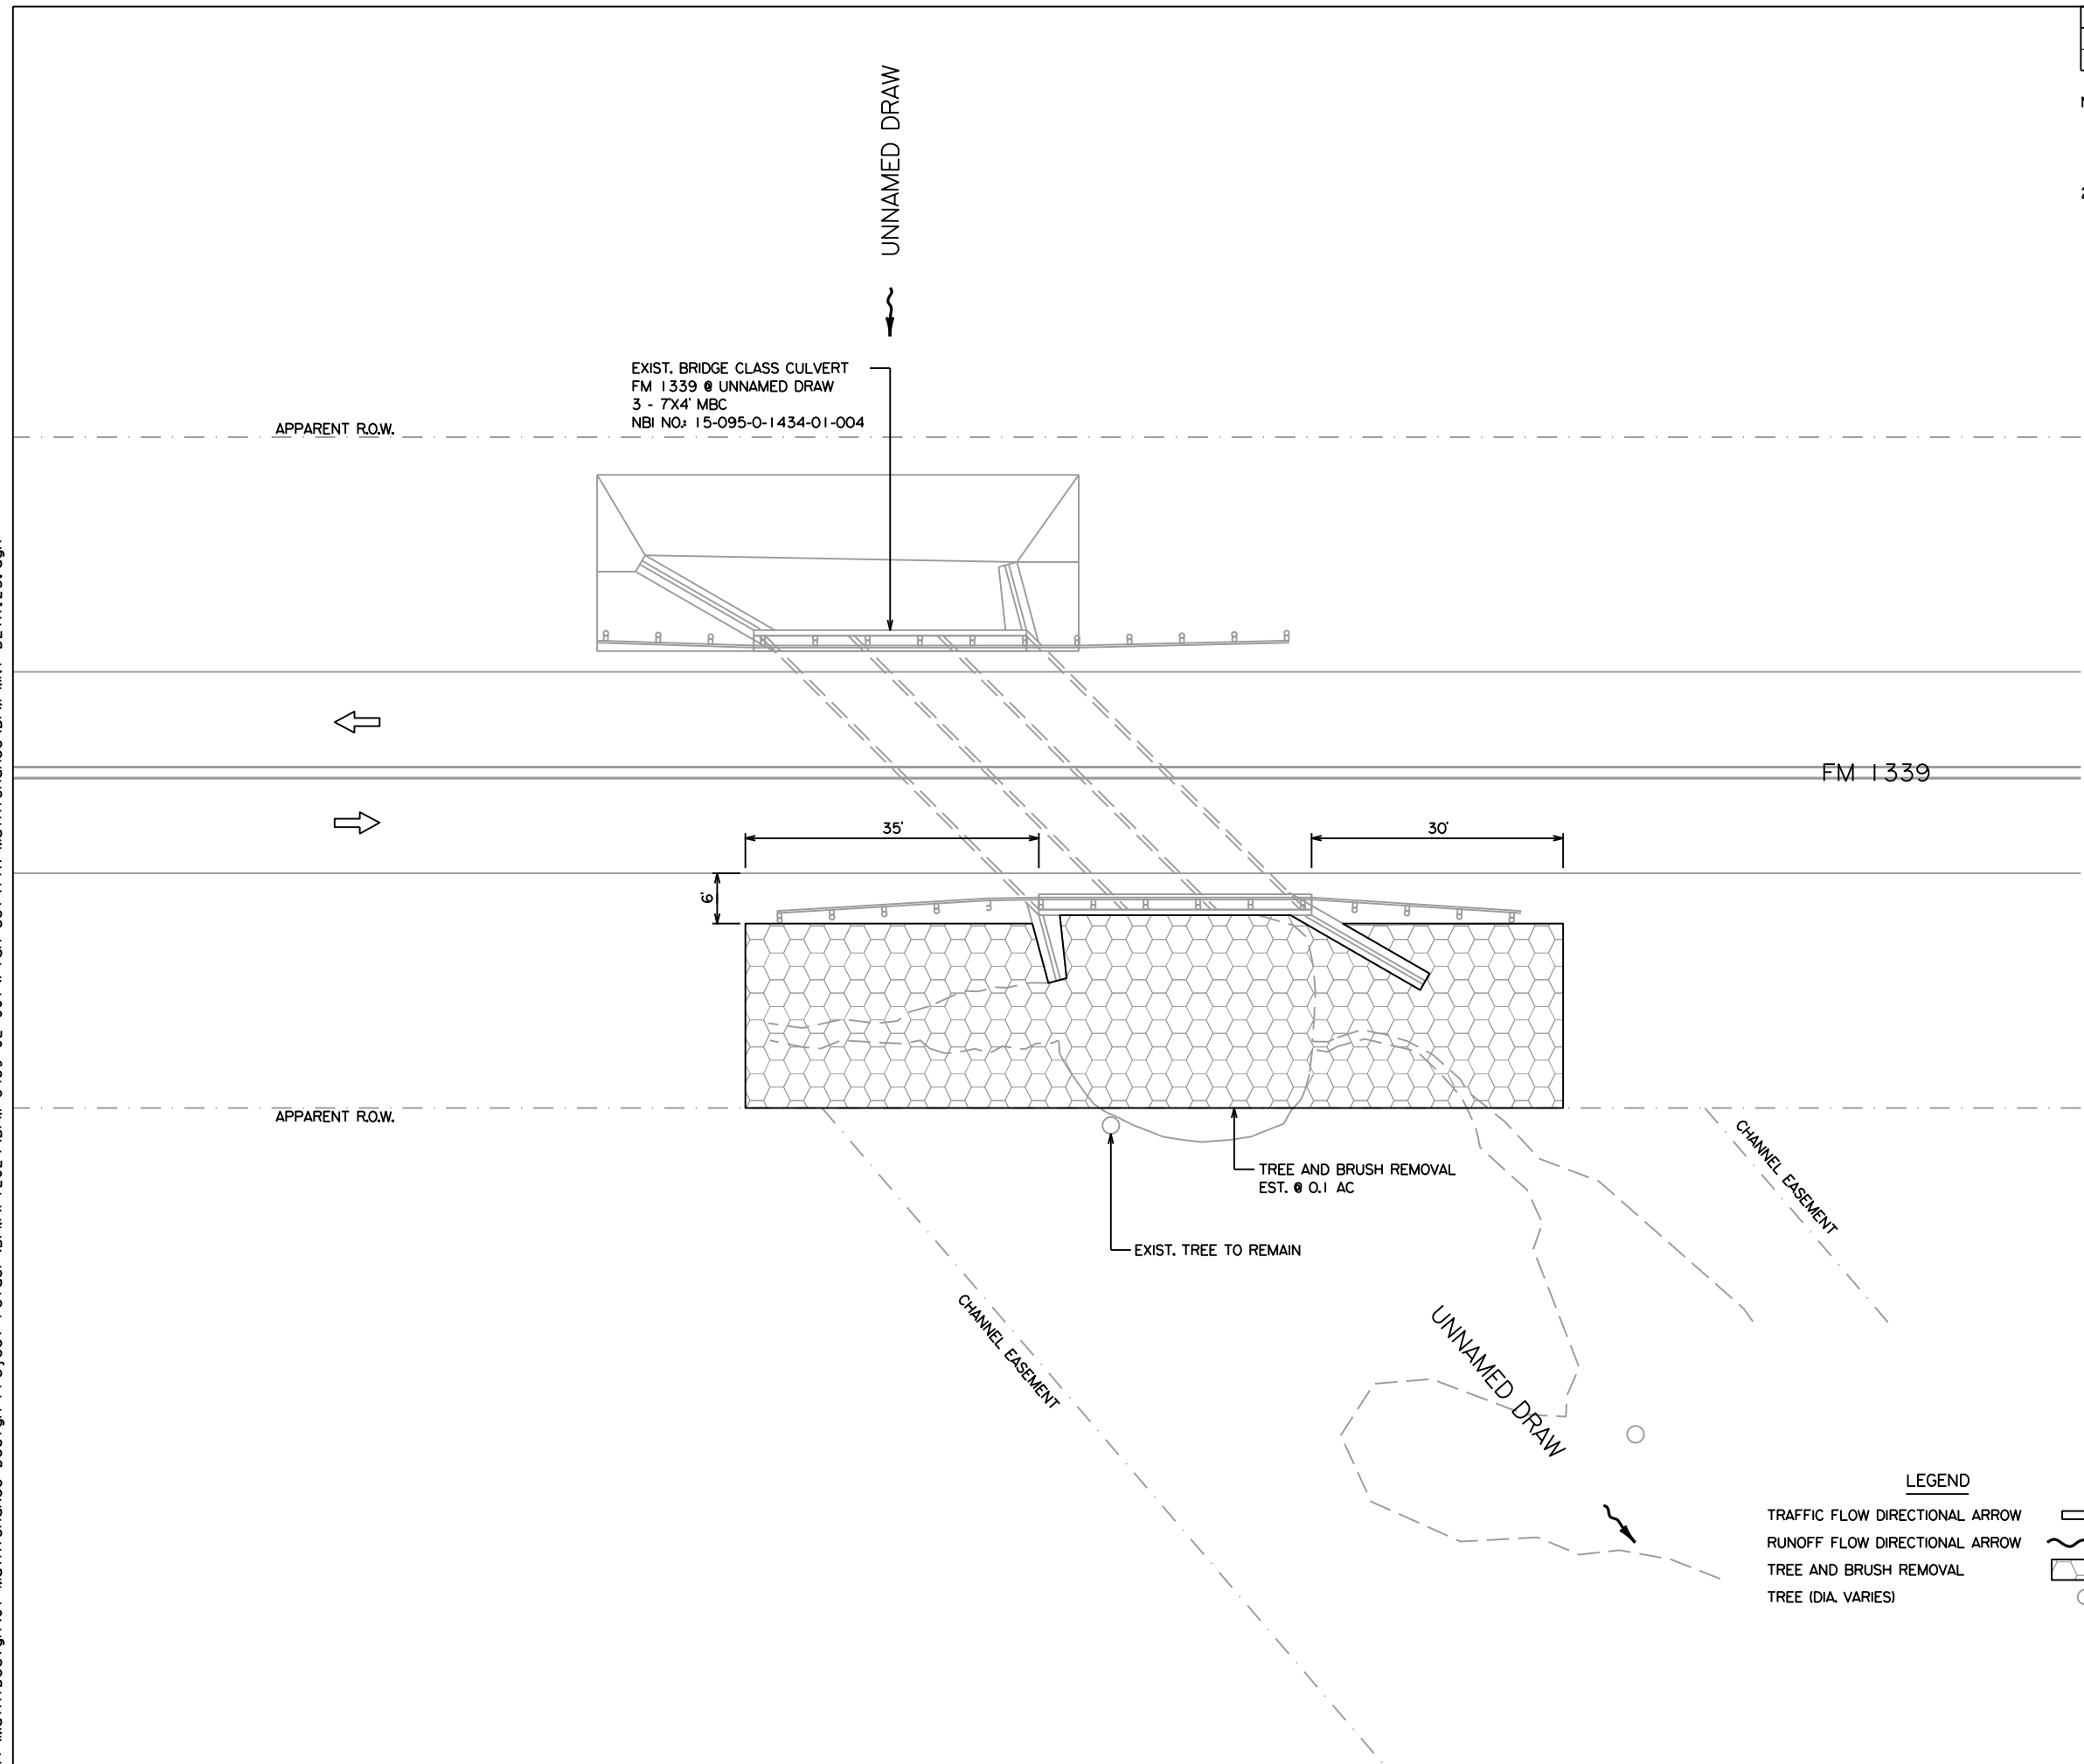 UNNAMED DRAW
EXIST. BRIDGE CLASS CULVERT
FM 1339 @ UNNAMED DRAW
3 - 7'X4' MBC
NBI NO.: 15-095-0-1434-01-004
APPARENT R.O.W.
FM 1339
35'
30'
6'
APPARENT R.O.W.
CHANNEL EASEMENT
TREE AND BRUSH REMOVAL
EST. @ 0.1 AC
EXIST. TREE TO REMAIN
CHANNEL EASEMENT
UNNAMED DRAW
LEGEND
TRAFFIC FLOW DIRECTIONAL ARROW
RUNOFF FLOW DIRECTIONAL ARROW
TREE AND BRUSH REMOVAL
TREE (DIA. VARIES)